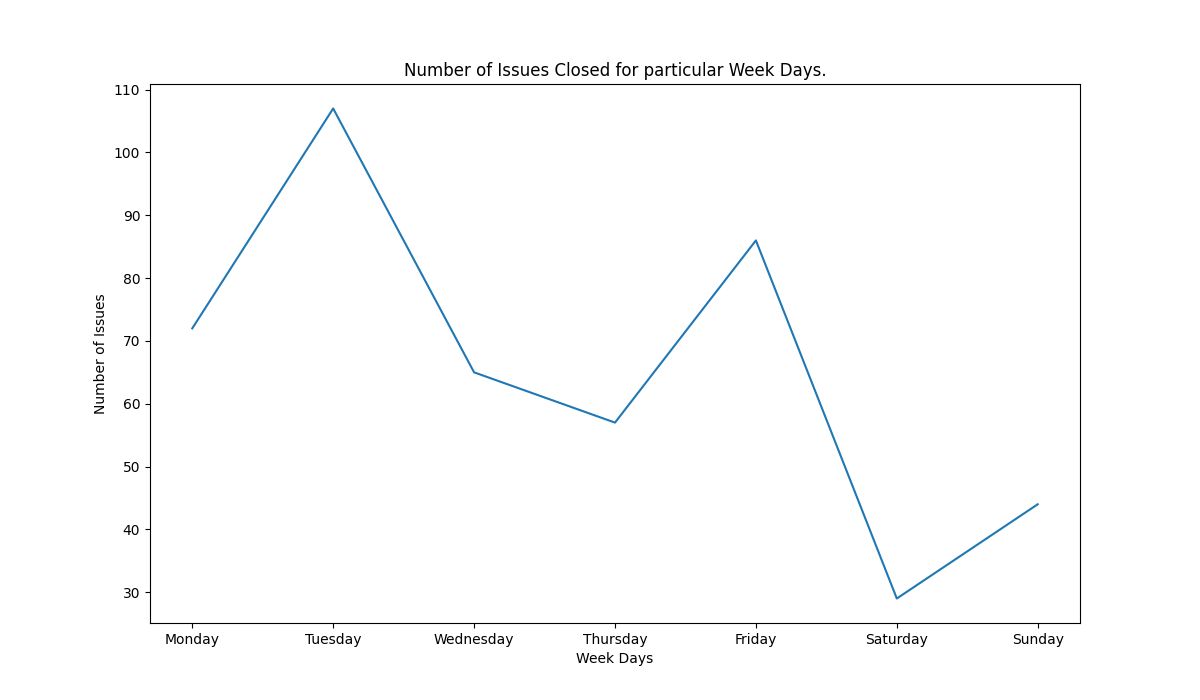 Number of Issues Closed for particular Week Days.
110
100
90
80
70
60
50
40
30
Number of Issues
Monday Tuesday Wednesday Thursday Friday Saturday Sunday
Week Days